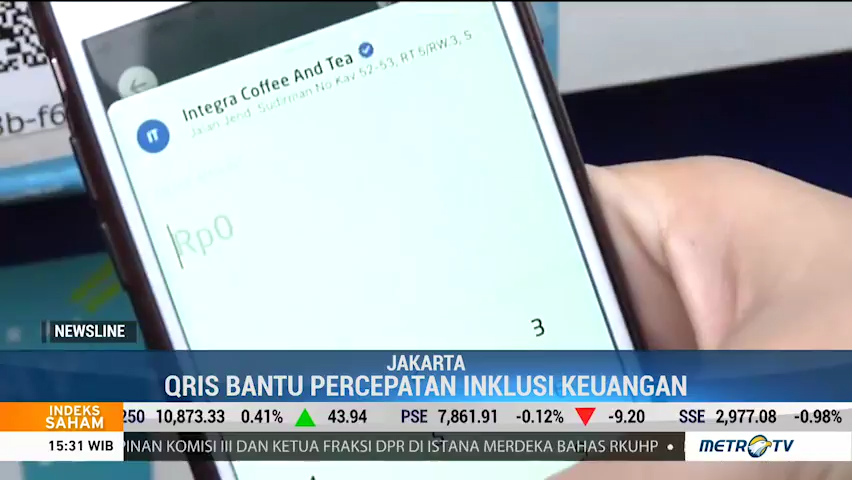 8b-f6
Integra Coffee And Tea
IT
Jalan Jend. Sudirman No Kav 52-53, RT 5/RW.3, S
Rp0
3
NEWSLINE
JAKARTA
QRIS BANTU PERCEPATAN INKLUSI KEUANGAN
INDEKS SAHAM
250 10,873.33 0.41% 43.94 PSE 7,861.91 -0.12% -9.20 SSE 2,977.08 -0.98%
15:31 WIB
PINAN KOMISI III DAN KETUA FRAKSI DPR DI ISTANA MERDEKA BAHAS RKUHP •
METRO TV